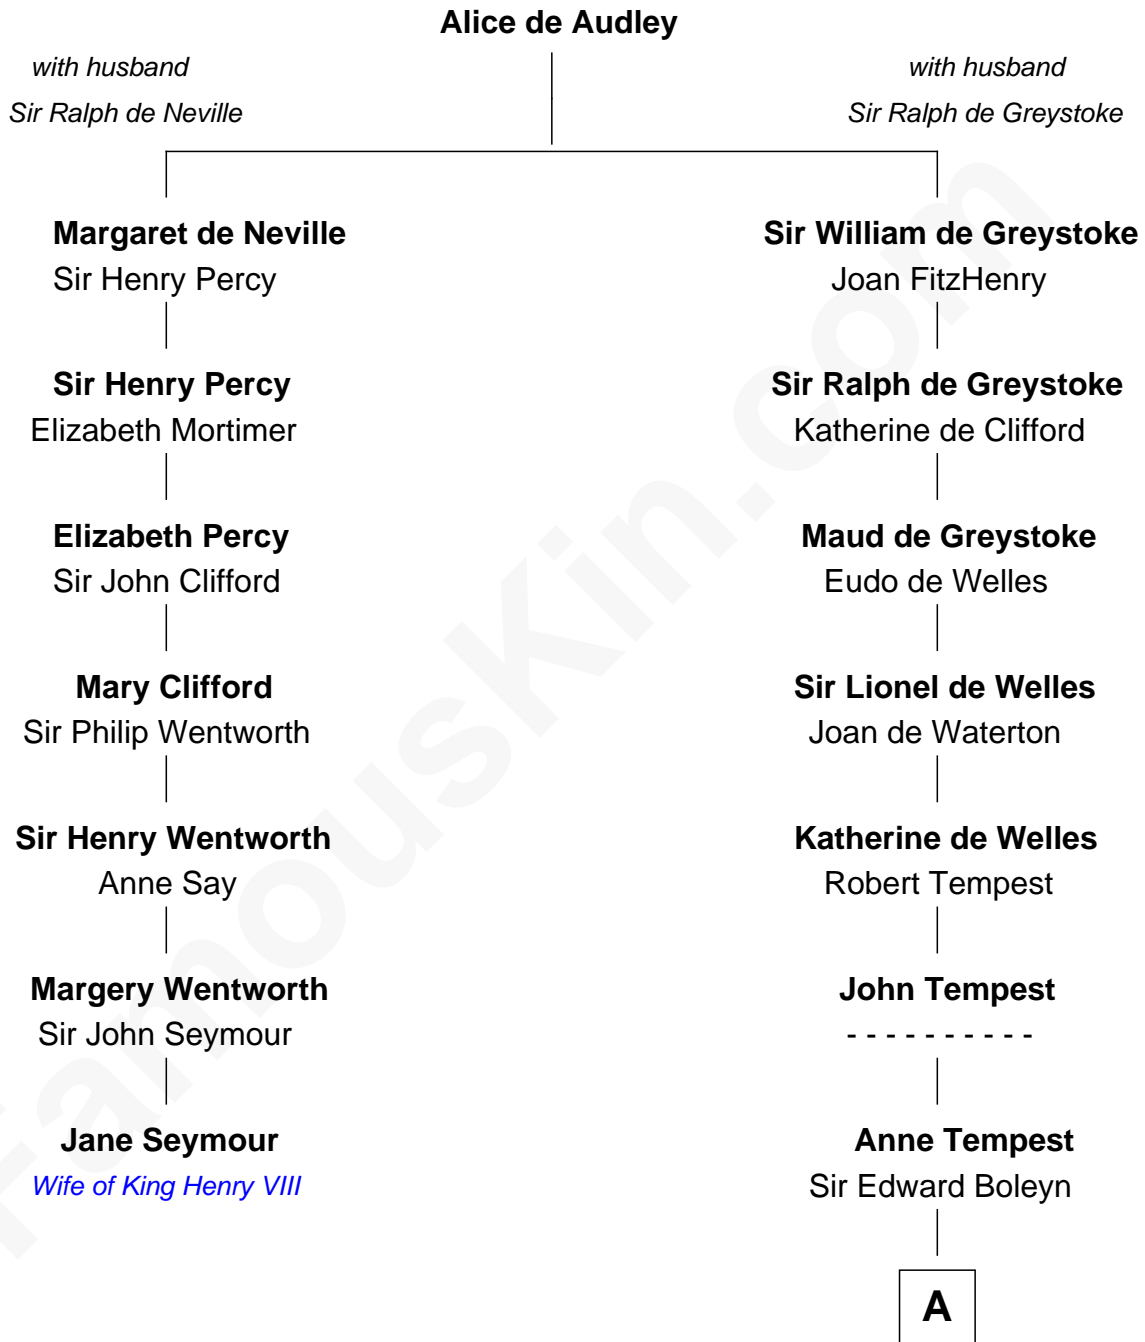 Alice de Audley
with husband
Sir Ralph de Neville
with husband
Sir Ralph de Greystoke
Margaret de Neville
Sir Henry Percy
Sir William de Greystoke
Joan FitzHenry
Sir Henry Percy
Elizabeth Mortimer
Sir Ralph de Greystoke
Katherine de Clifford
Elizabeth Percy
Sir John Clifford
Maud de Greystoke
Eudo de Welles
Mary Clifford
Sir Philip Wentworth
Sir Lionel de Welles
Joan de Waterton
Sir Henry Wentworth
Anne Say
Katherine de Welles
Robert Tempest
Margery Wentworth
Sir John Seymour
John Tempest
- - - - - - - - - -
Jane Seymour
Wife of King Henry VIII
Anne Tempest
Sir Edward Boleyn
A
FamousKin.com